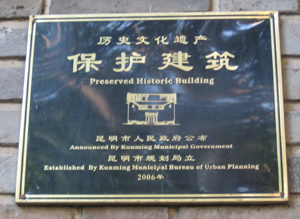 历史文化遗产
保护建筑
Preserved Historic Building
昆明市人民政府公布
Announced By Kunming Municipal Government
昆明市规划局立
Established By Kunming Municipal Bureau of Urban Planning
2006年